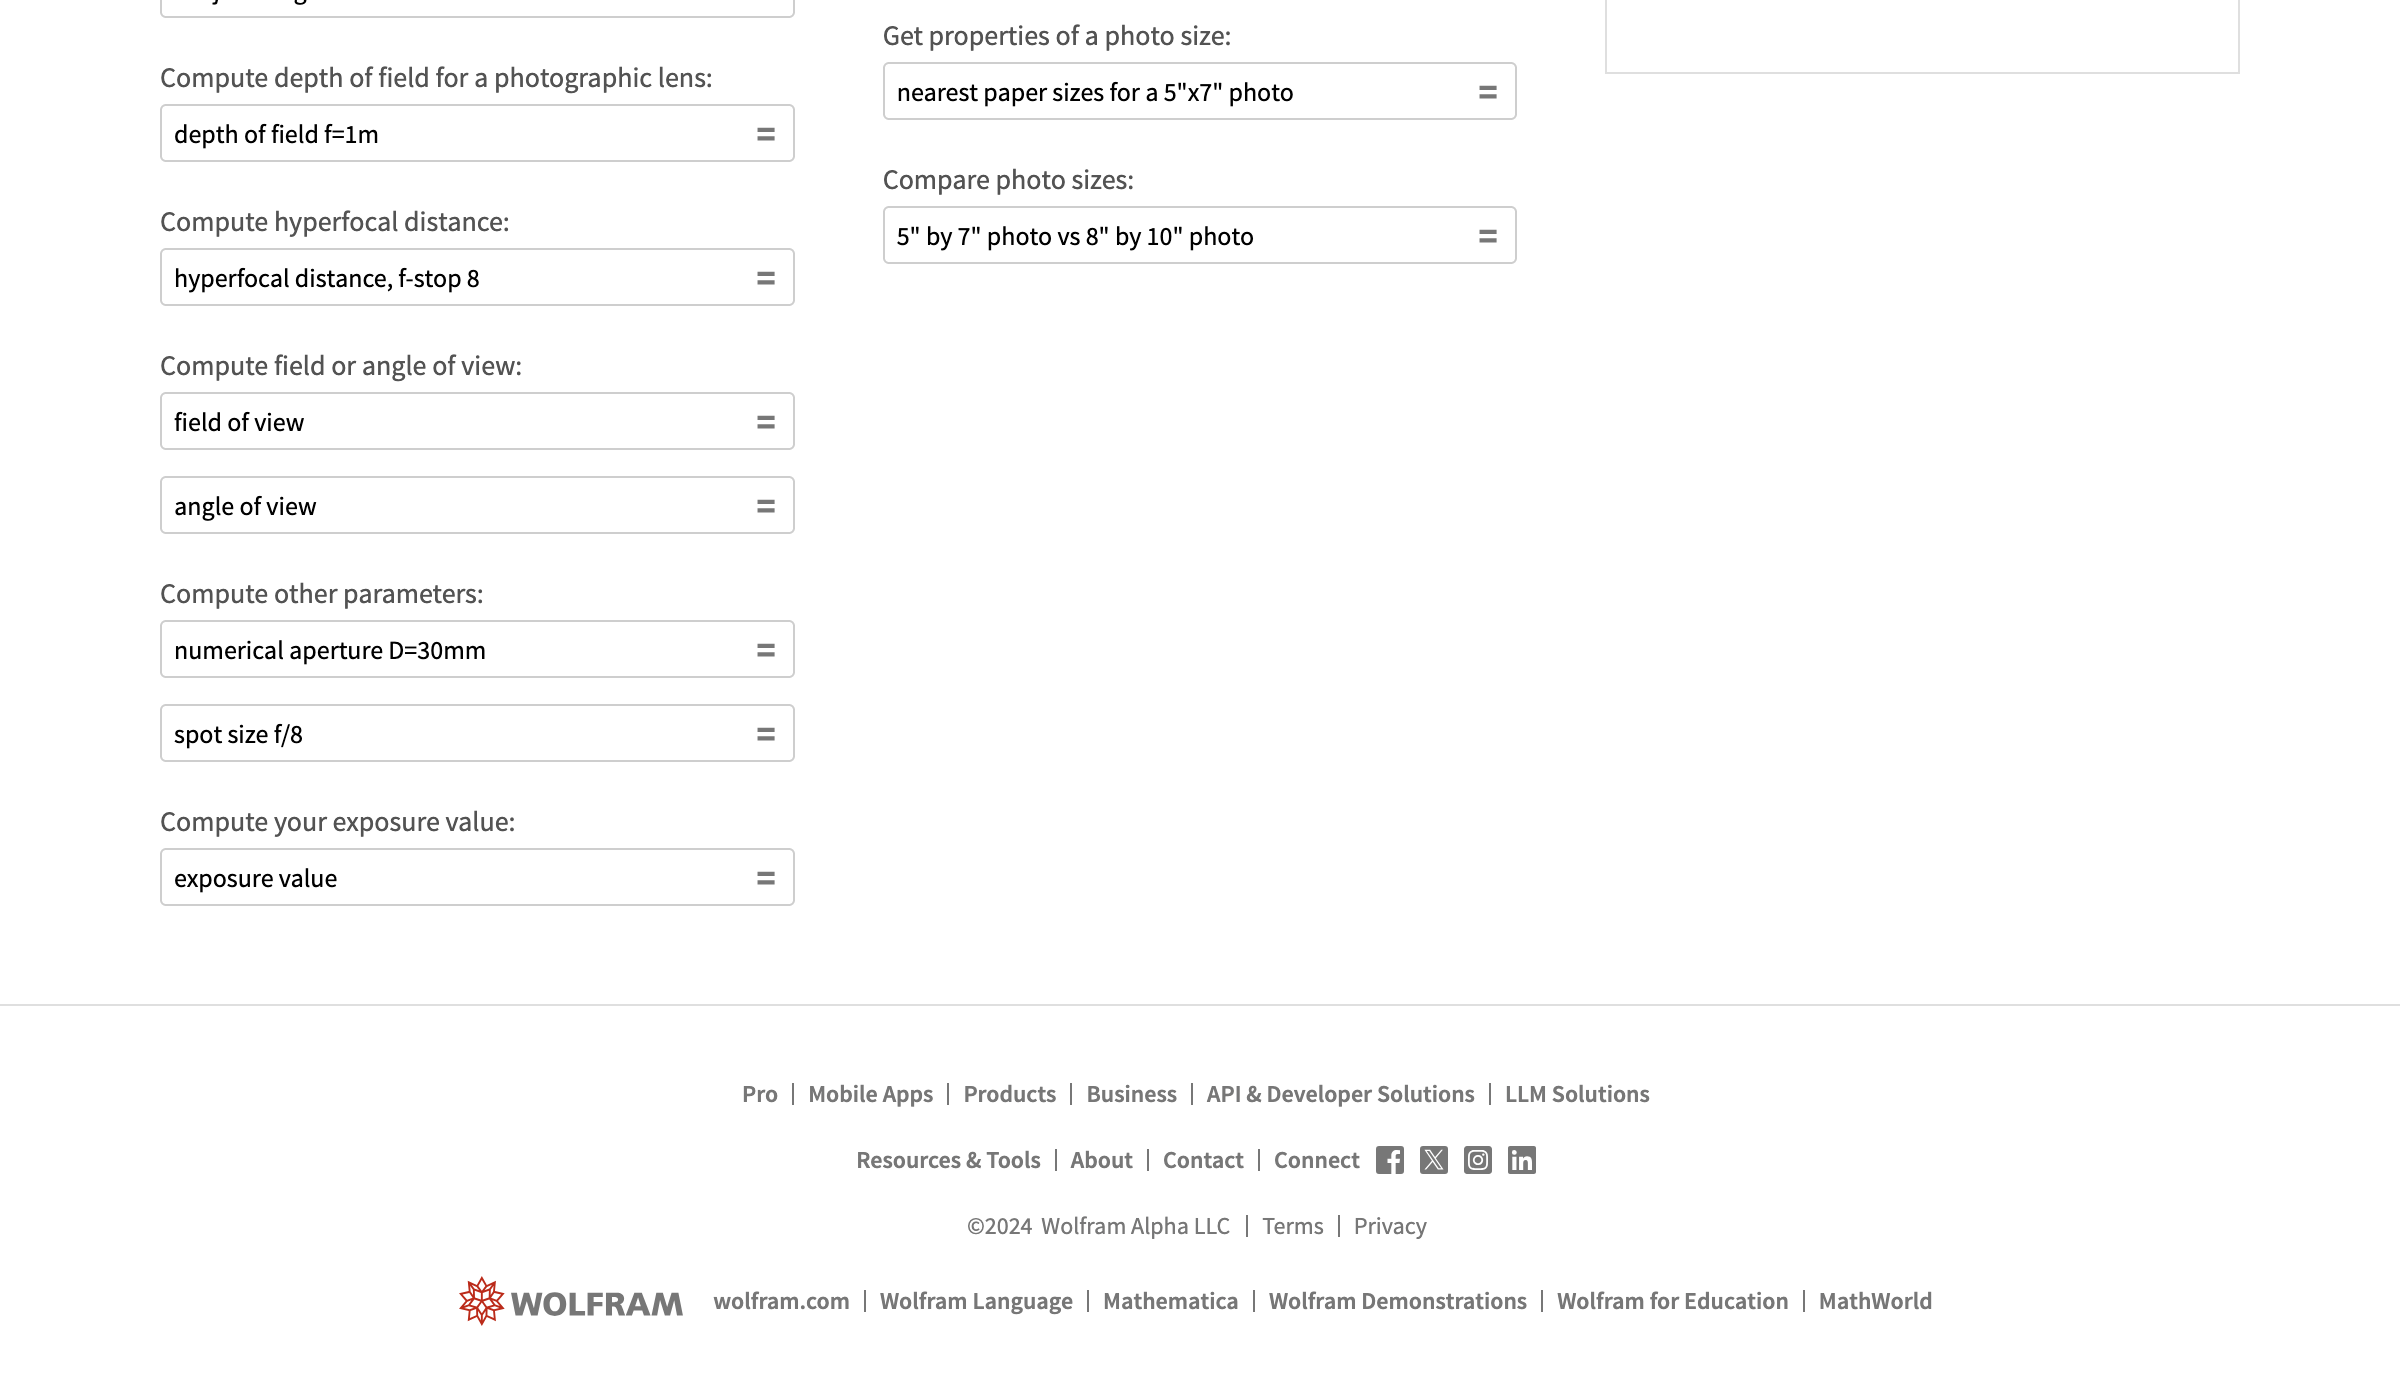 Compute depth of field for a photographic lens:
depth of field f=1m =
Compute hyperfocal distance:
hyperfocal distance, f-stop 8 =
Compute field or angle of view:
field of view =
angle of view =
Compute other parameters:
numerical aperture D=30mm =
spot size f/8 =
Compute your exposure value:
exposure value =
Get properties of a photo size:
nearest paper sizes for a 5"x7" photo =
Compare photo sizes:
5" by 7" photo vs 8" by 10" photo =
Pro | Mobile Apps | Products | Business | API & Developer Solutions | LLM Solutions
Resources & Tools | About | Contact | Connect
©2024 Wolfram Alpha LLC | Terms | Privacy
WOLFRAM wolfram.com | Wolfram Language | Mathematica | Wolfram Demonstrations | Wolfram for Education | MathWorld